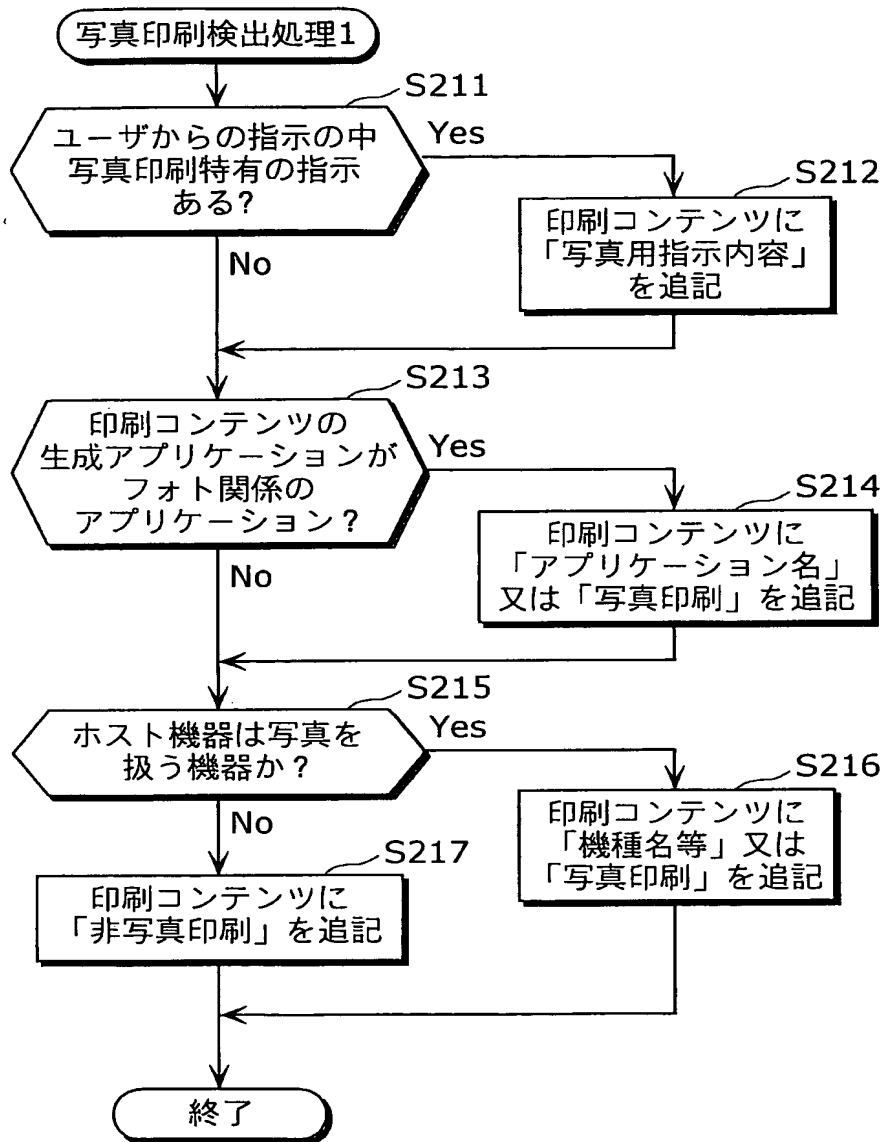 写真印刷検出処理1
S211
ユーザからの指示の中
写真印刷特有の指示
ある?
Yes
No
S212
印刷コンテンツに
「写真用指示内容」
を追記
S213
印刷コンテンツの
生成アプリケーションが
フォト関係の
アプリケーション?
Yes
No
S214
印刷コンテンツに
「アプリケーション名」
又は「写真印刷」を追記
S215
ホスト機器は写真を
扱う機器か?
Yes
No
S216
印刷コンテンツに
「機種名等」又は
「写真印刷」を追記
S217
印刷コンテンツに
「非写真印刷」を追記
終了